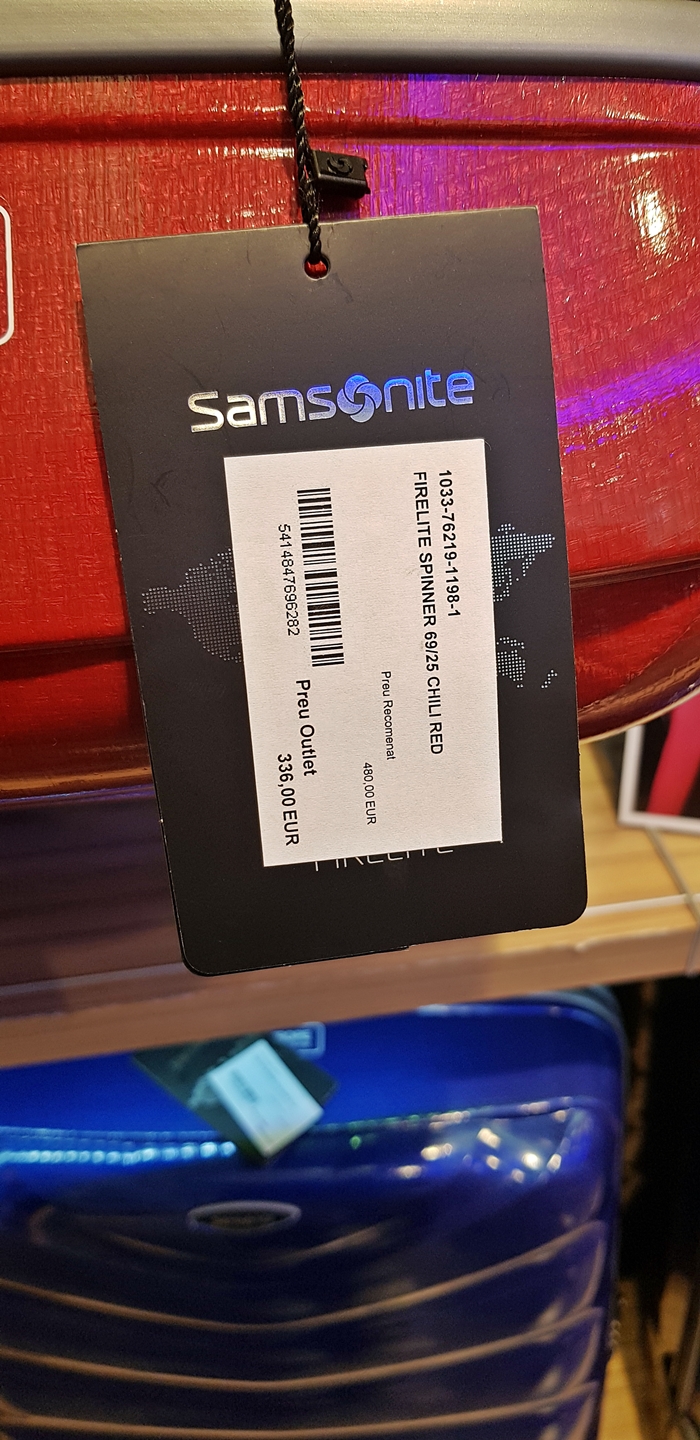 Samsonite
1033-76219-1198-1
FIRELITE SPINNER 69/25 CHILI RED
Preu Recomenat
480,00 EUR
Preu Outlet
336,00 EUR
5414847696282
FIRELITE